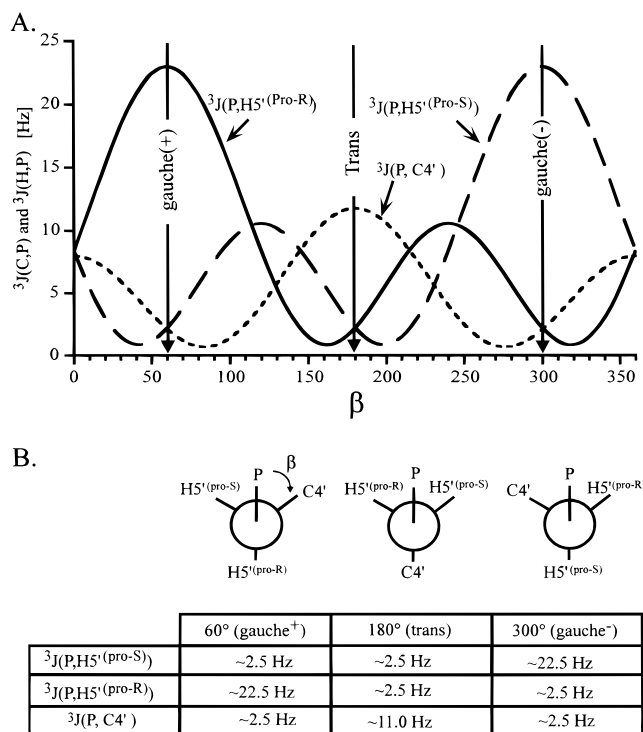 A.
25
20
15
10
5
0
³J(C,P) and ³J(H,P) [Hz]
³J(P,H5'(Pro-R))
³J(P,H5'(Pro-S))
³J(P, C4')
gauche(+)
Trans
gauche(-)
0 50 100 150 200 250 300 350
β
B.
P β
H5'(pro-S) C4'
H5'(pro-R)
P
H5'(pro-R) H5'(pro-S)
C4'
P
C4' H5'(pro-R
H5'(pro-S)
60° (gauche⁺) 180° (trans) 300° (gauche⁻)
³J(P,H5'(pro-S)) ~2.5 Hz ~2.5 Hz ~22.5 Hz
³J(P,H5'(pro-R)) ~22.5 Hz ~2.5 Hz ~2.5 Hz
³J(P, C4') ~2.5 Hz ~11.0 Hz ~2.5 Hz